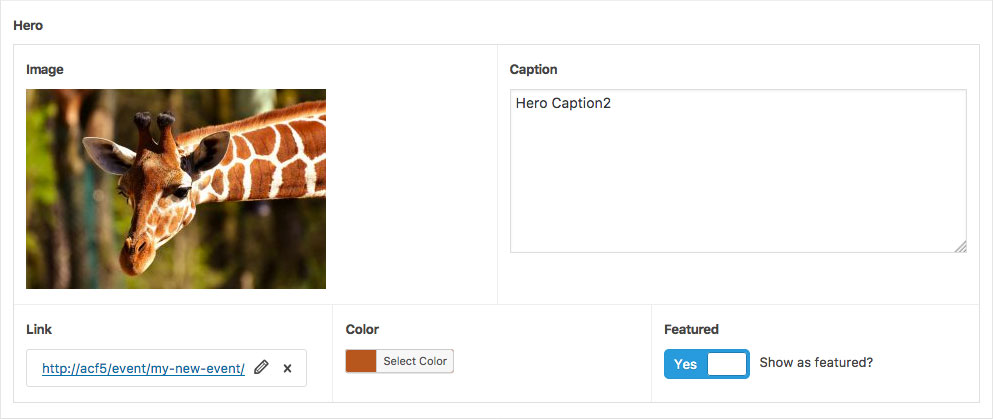 Hero
Image
Caption
Hero Caption2
Link
Color
Featured
http://acf5/event/my-new-event/
Select Color
Yes
Show as featured?